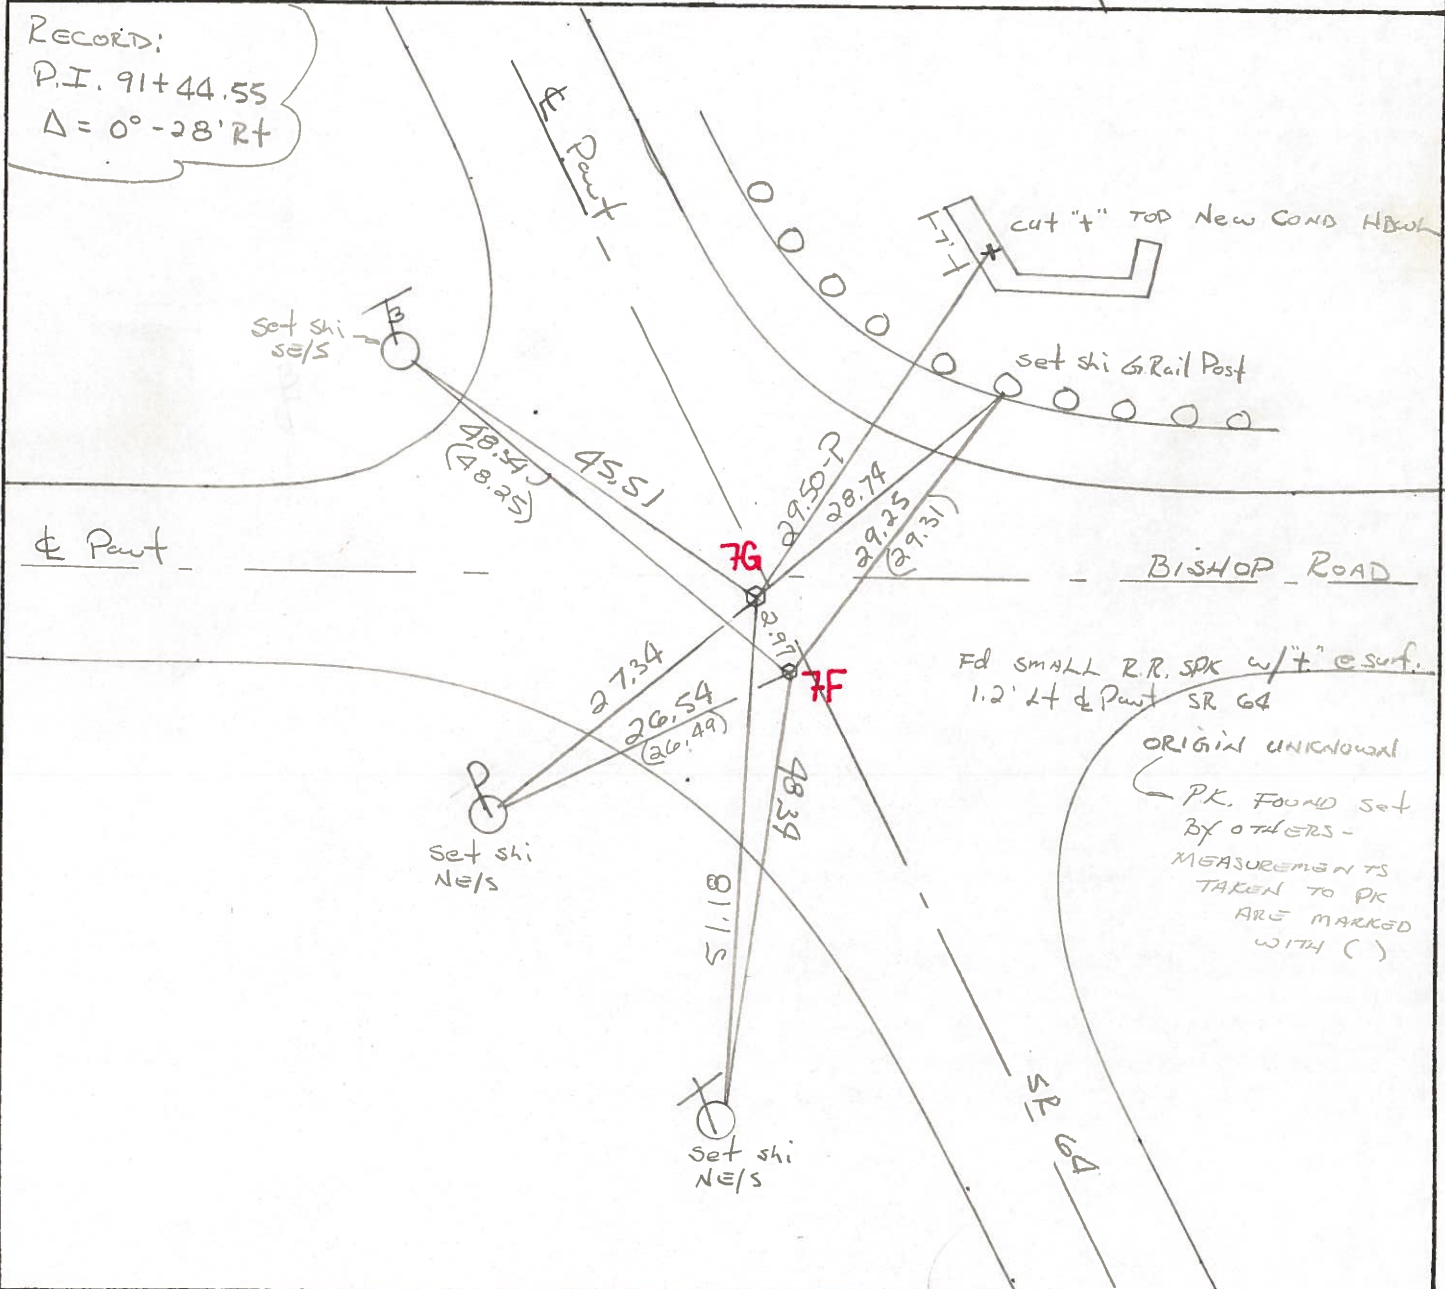 RECORD:
P.I. 91+44.55
Δ = 0°-28' Rt
℄ Pavt
cut "+" TOP New CONC HDWL
1.7'
set shi
SE/S
B
set shi G.Rail Post
48.34
(48.25)
45.51
29.50-P
28.74
29.25
(29.31)
7G
℄ Pavt
BISHOP ROAD
2.97
7F
Fd SMALL R.R. SPK w/"+" @ surf.
1.2' Lt ℄ Pavt SR 64
27.34
26.54
(26.49)
ORIGIN UNKNOWN
P.K. FOUND set
BY OTHERS-
MEASUREMENTS
TAKEN TO PK
ARE MARKED
WITH ( )
P
set shi
NE/S
48.39
51.18
T
set shi
NE/S
SR 64